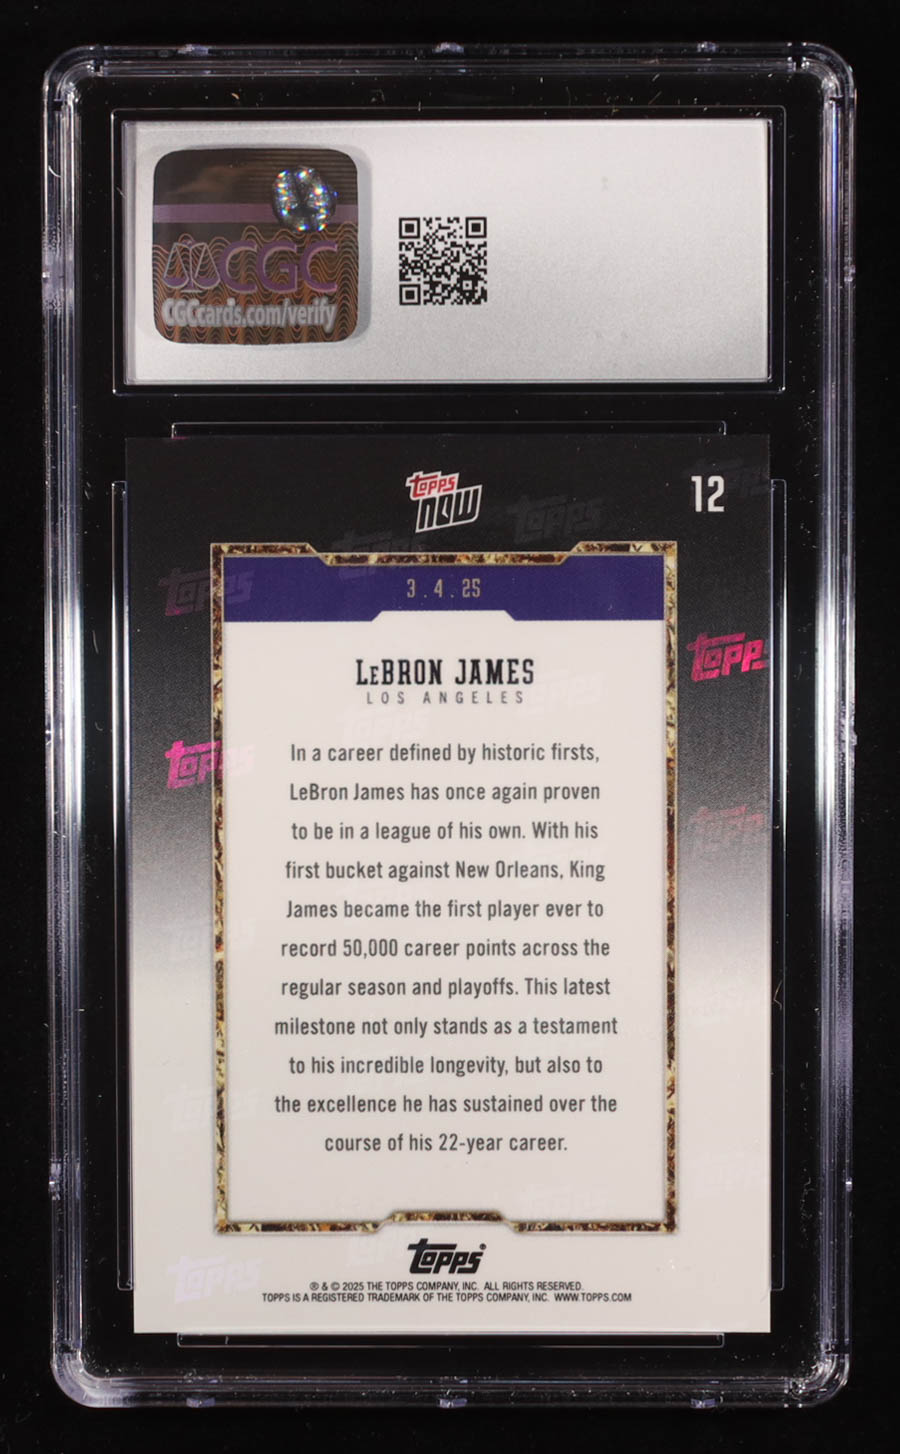 CGC
CGCcards.com/verify
topps
now
12
3.4.25
LeBRON JAMES
LOS ANGELES
In a career defined by historic firsts,
LeBron James has once again proven
to be in a league of his own. With his
first bucket against New Orleans, King
James became the first player ever to
record 50,000 career points across the
regular season and playoffs. This latest
milestone not only stands as a testament
to his incredible longevity, but also to
the excellence he has sustained over the
course of his 22-year career.
topps
topps
topps®
® & © 2025 THE TOPPS COMPANY, INC. ALL RIGHTS RESERVED.
TOPPS IS A REGISTERED TRADEMARK OF THE TOPPS COMPANY, INC. WWW.TOPPS.COM